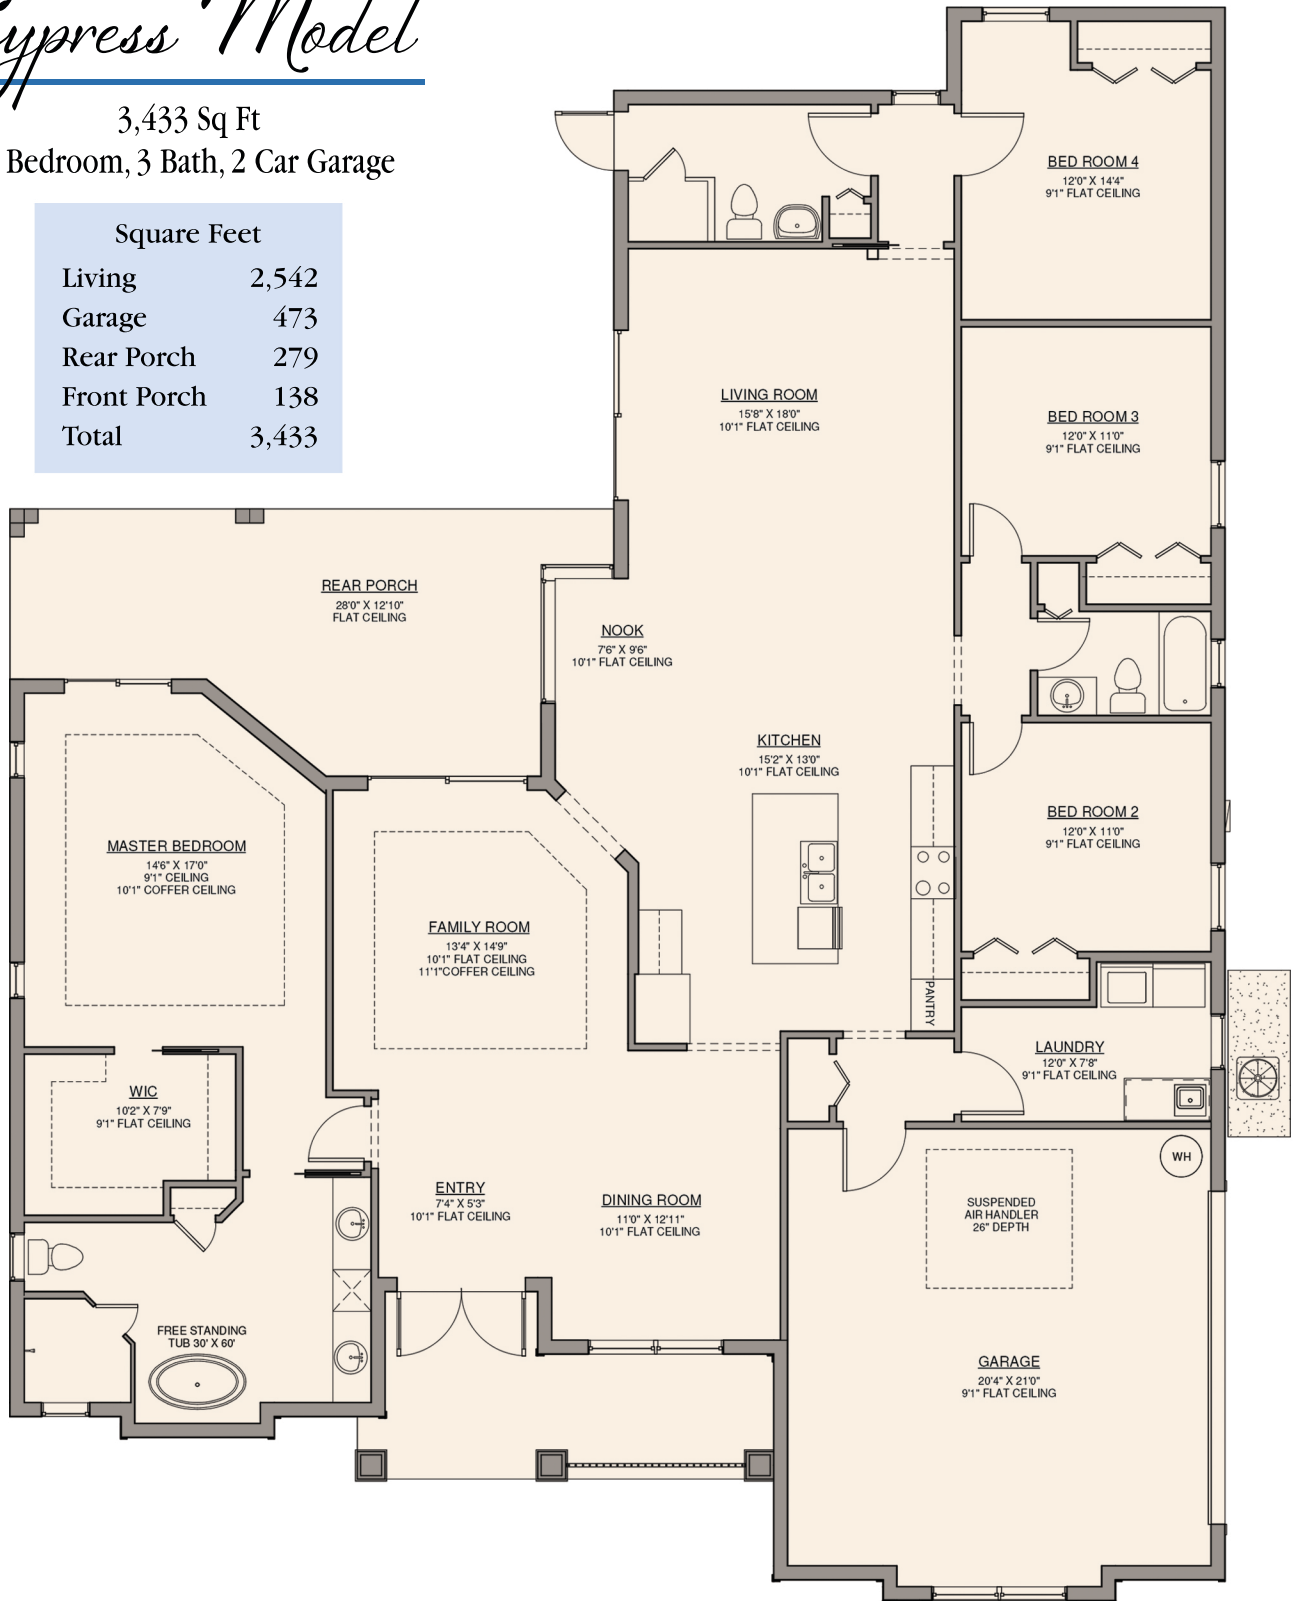 ypress Model
3,433 Sq Ft
Bedroom, 3 Bath, 2 Car Garage
Square Feet
Living 2,542
Garage 473
Rear Porch 279
Front Porch 138
Total 3,433
BED ROOM 4
12'0" X 14'4"
9'1" FLAT CEILING
LIVING ROOM
15'8" X 18'0"
10'1" FLAT CEILING
BED ROOM 3
12'0" X 11'0"
9'1" FLAT CEILING
REAR PORCH
28'0" X 12'10"
FLAT CEILING
NOOK
7'6" X 9'6"
10'1" FLAT CEILING
KITCHEN
15'2" X 13'0"
10'1" FLAT CEILING
BED ROOM 2
12'0" X 11'0"
9'1" FLAT CEILING
MASTER BEDROOM
14'6" X 17'0"
9'1" CEILING
10'1" COFFER CEILING
FAMILY ROOM
13'4" X 14'9"
10'1" FLAT CEILING
11'1"COFFER CEILING
PANTRY
LAUNDRY
12'0" X 7'8"
9'1" FLAT CEILING
WIC
10'2" X 7'9"
9'1" FLAT CEILING
WH
ENTRY
7'4" X 5'3"
10'1" FLAT CEILING
DINING ROOM
11'0" X 12'11"
10'1" FLAT CEILING
SUSPENDED
AIR HANDLER
26" DEPTH
FREE STANDING
TUB 30' X 60'
GARAGE
20'4" X 21'0"
9'1" FLAT CEILING